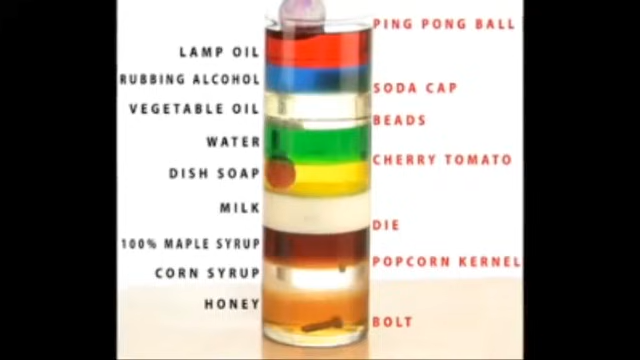 PING PONG BALL
LAMP OIL
RUBBING ALCOHOL
SODA CAP
VEGETABLE OIL
BEADS
WATER
CHERRY TOMATO
DISH SOAP
MILK
DIE
100% MAPLE SYRUP
POPCORN KERNEL
CORN SYRUP
HONEY
BOLT